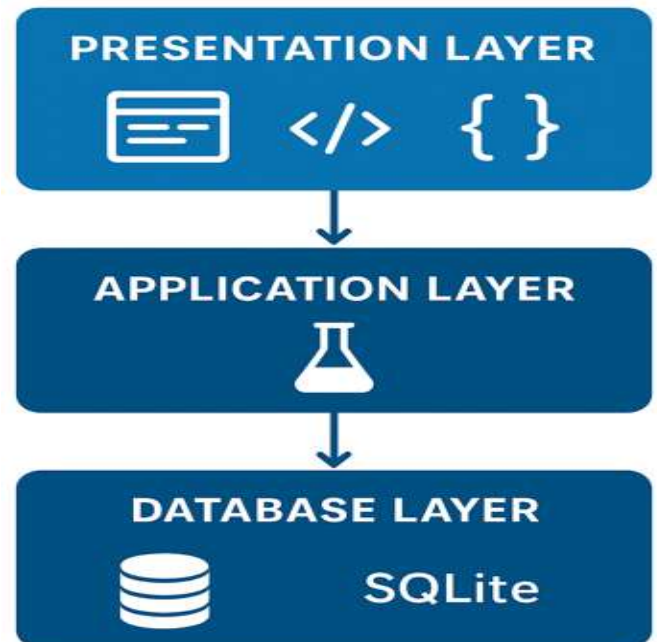 PRESENTATION LAYER
</> { }
APPLICATION LAYER
DATABASE LAYER
SQLite